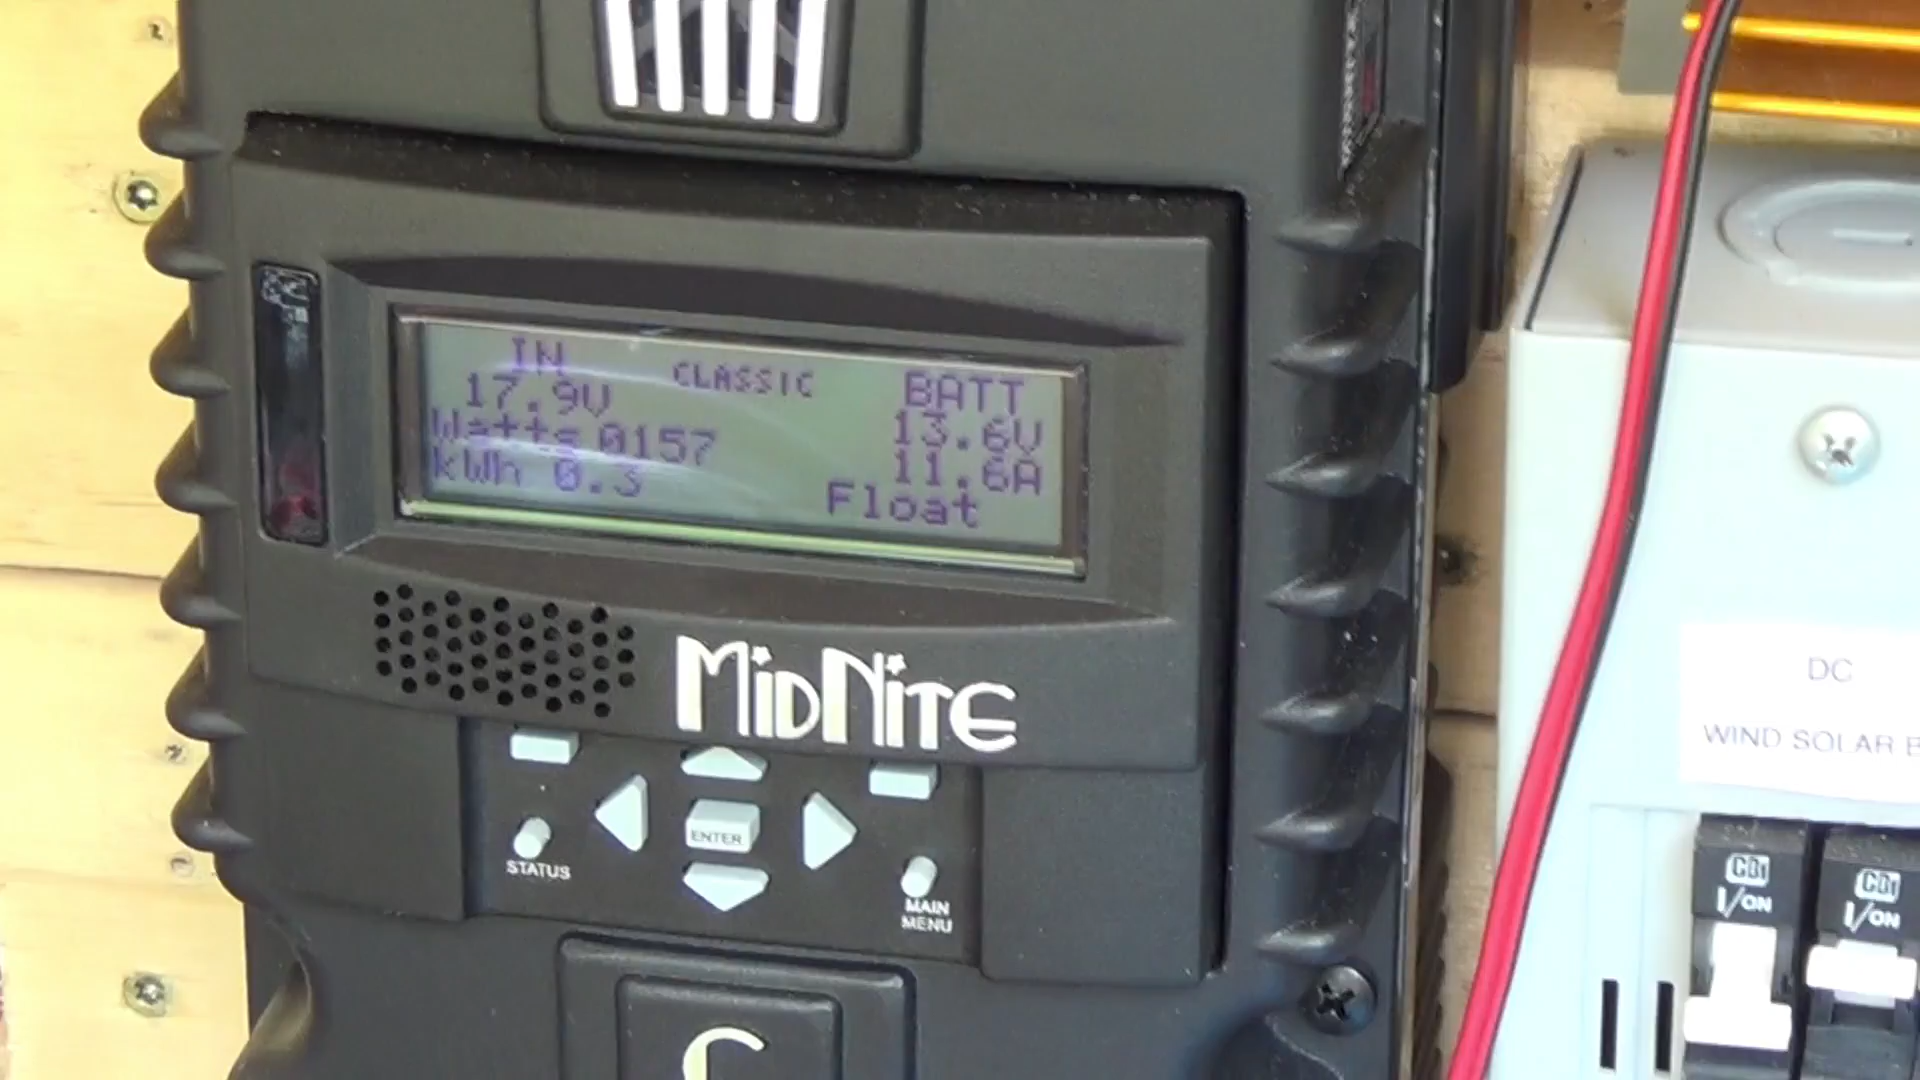 IN CLASSIC BATT
17.9V 13.6V
Watts 0157 11.6A
kWh 0.3 Float
MIDNITE
ENTER
STATUS
MAIN
MENU
DC
WIND SOLAR
I/ON I/ON